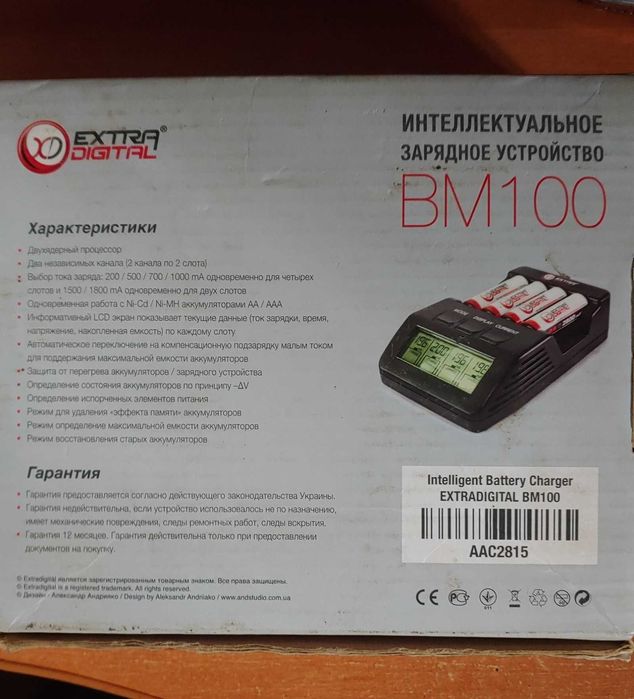 EXTRA®
DIGITAL
ИНТЕЛЛЕКТУАЛЬНОЕ
ЗАРЯДНОЕ УСТРОЙСТВО
BM100
Характеристики
• Двухядерный процессор
• Два независимых канала (2 канала по 2 слота)
• Выбор тока заряда: 200 / 500 / 700 / 1000 mA одновременно для четырех
слотов и 1500 / 1800 mA одновременно для двух слотов
• Одновременная работа с Ni-Cd / Ni-MH аккумуляторами AA / AAA
• Информативный LCD экран показывает текущие данные (ток зарядки, время,
напряжение, накопленная емкость) по каждому слоту
• Автоматическое переключение на компенсационную подзарядку малым током
для поддержания максимальной емкости аккумуляторов
• Защита от перегрева аккумуляторов / зарядного устройства
• Определение состояния аккумуляторов по принципу –ΔV
• Определение испорченных элементов питания
• Режим для удаления «эффекта памяти» аккумуляторов
• Режим определения максимальной емкости аккумуляторов
• Режим восстановления старых аккумуляторов
EXTRA
MODE DISPLAY CURRENT
Гарантия
• Гарантия предоставляется согласно действующего законодательства Украины.
• Гарантия недействительна, если устройство использовалось не по назначению,
имеет механические повреждения, следы ремонтных работ, следы вскрытия.
• Гарантия 12 месяцев. Гарантия действительна только при предоставлении
документов на покупку.
Intelligent Battery Charger
EXTRADIGITAL BM100
AAC2815
© Extradigital является зарегистрированным товарным знаком. Все права защищены.
© Extradigital is a registered trademark. All rights reserved.
© Дизайн - Александр Андрияко / Design by Aleksandr Andriiako / www.andstudio.com.ua
CE